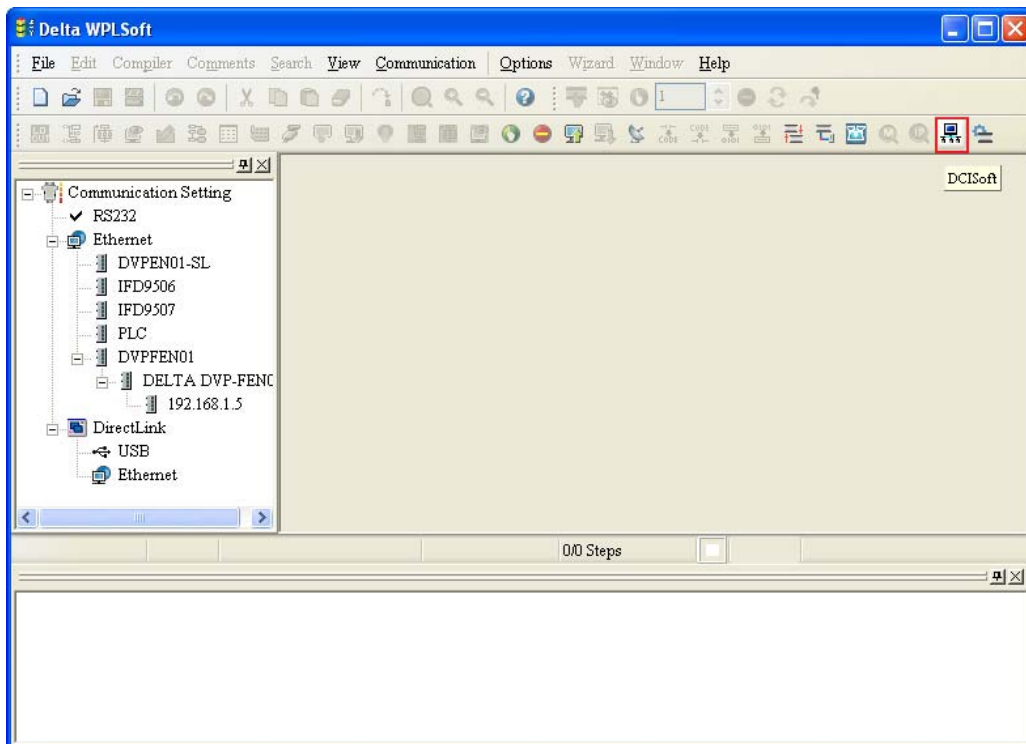 Delta WPLSoft
File Edit Compiler Comments Search View Communication Options Wizard Window Help
1
DCISoft
Communication Setting
RS232
Ethernet
DVPEN01-SL
IFD9506
IFD9507
PLC
DVPFEN01
DELTA DVP-FENC
192.168.1.5
DirectLink
USB
Ethernet
0/0 Steps